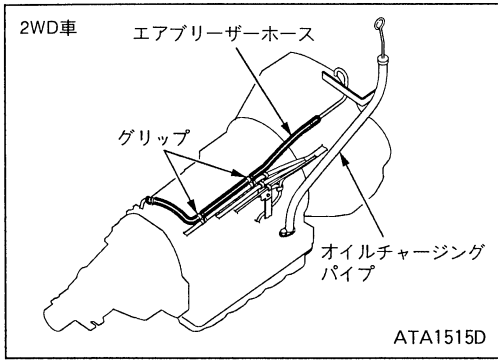 2WD車
エアブリーザーホース
グリップ
オイルチャージング
パイプ
ATA1515D